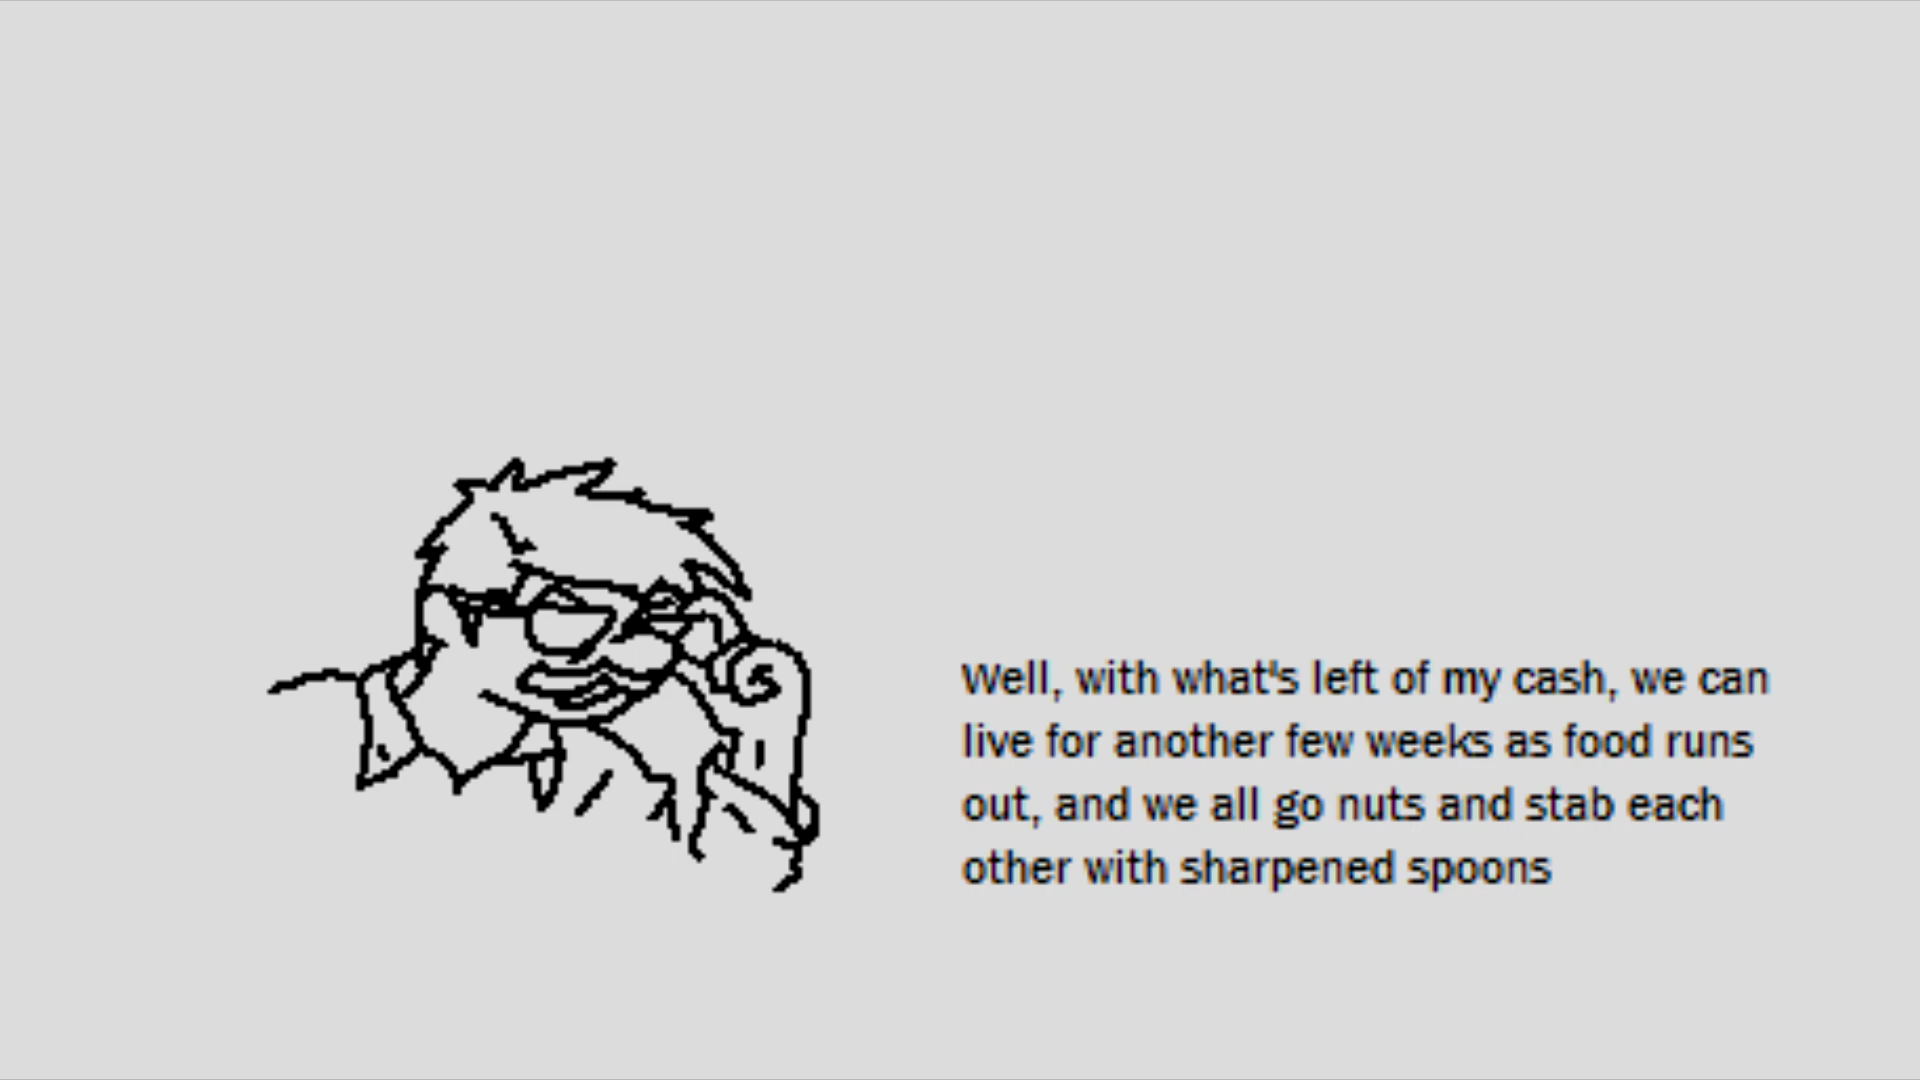 Well, with what's left of my cash, we can
live for another few weeks as food runs
out, and we all go nuts and stab each
other with sharpened spoons